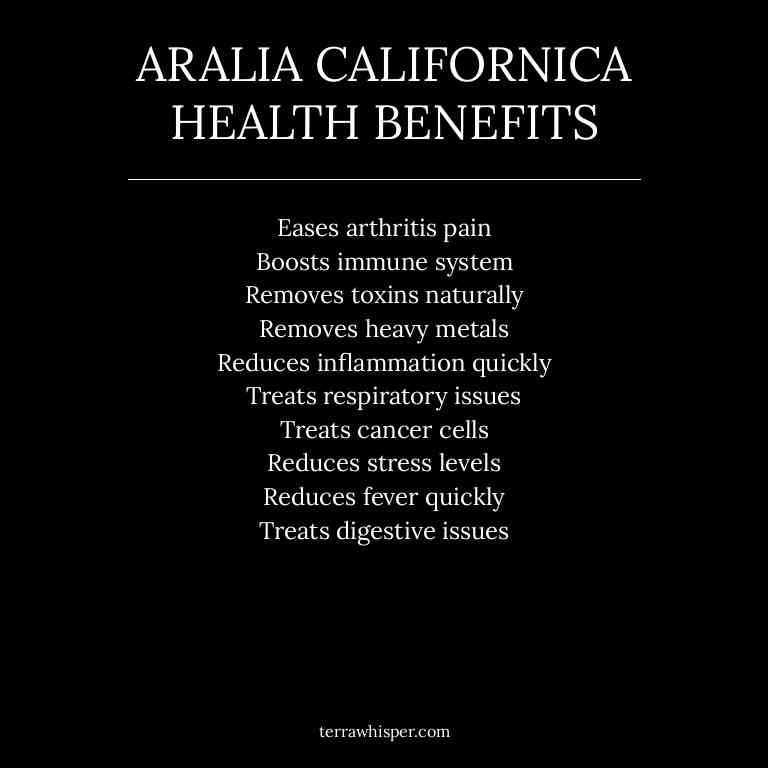 ARALIA CALIFORNICA
HEALTH BENEFITS
Eases arthritis pain
Boosts immune system
Removes toxins naturally
Removes heavy metals
Reduces inflammation quickly
Treats respiratory issues
Treats cancer cells
Reduces stress levels
Reduces fever quickly
Treats digestive issues
terrawhisper.com